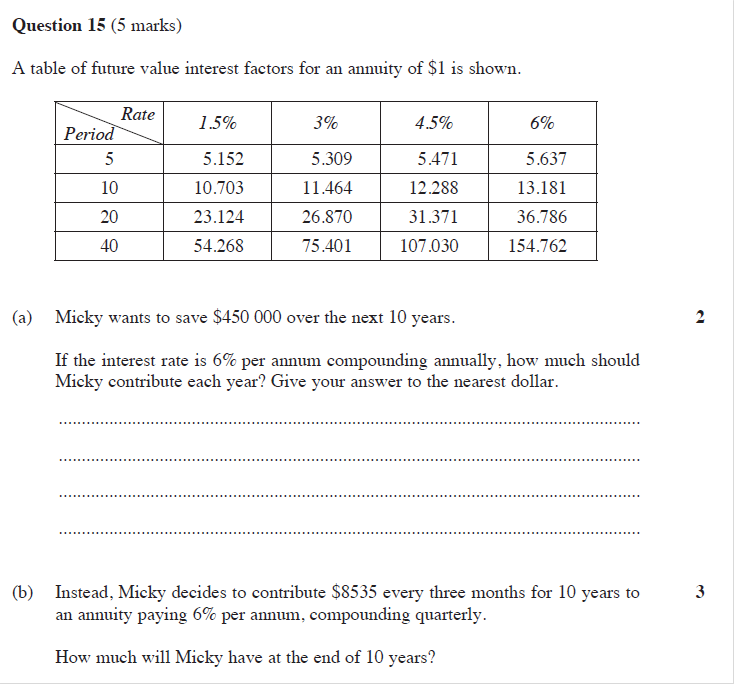 Question 15 (5 marks)
A table of future value interest factors for an annuity of $1 is shown.
Rate
Period
1.5% 3% 4.5% 6%
5 5.152 5.309 5.471 5.637
10 10.703 11.464 12.288 13.181
20 23.124 26.870 31.371 36.786
40 54.268 75.401 107.030 154.762
(a) Micky wants to save $450 000 over the next 10 years. 2
If the interest rate is 6% per annum compounding annually, how much should
Micky contribute each year? Give your answer to the nearest dollar.
(b) Instead, Micky decides to contribute $8535 every three months for 10 years to 3
an annuity paying 6% per annum, compounding quarterly.
How much will Micky have at the end of 10 years?